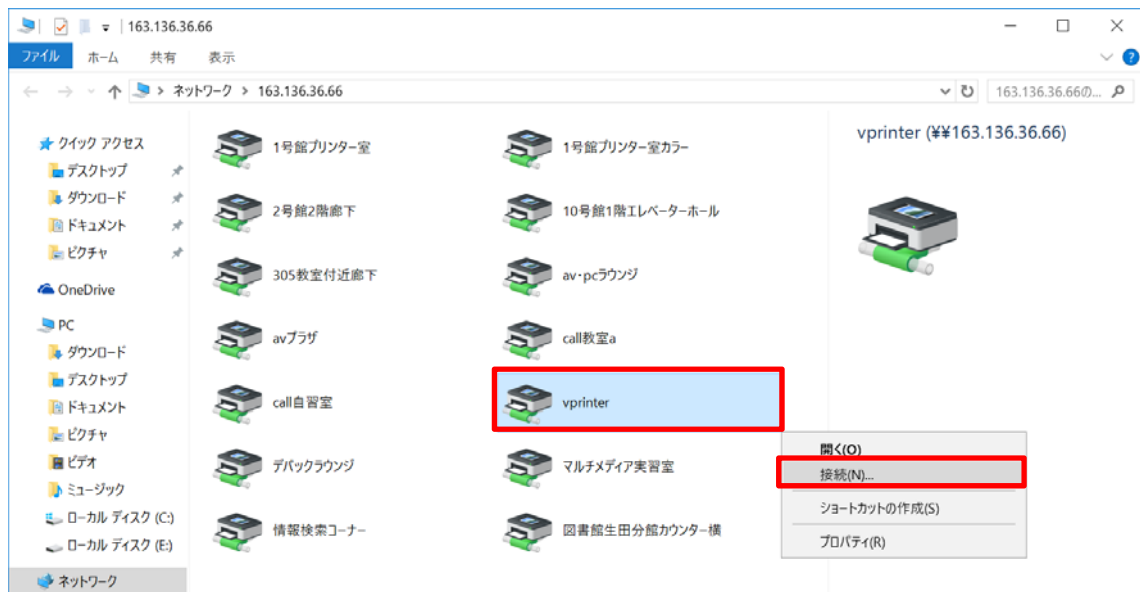 163.136.36.66
ファイル ホーム 共有 表示
ネットワーク > 163.136.36.66
163.136.36.66の...
クイック アクセス
デスクトップ
ダウンロード
ドキュメント
ピクチャ
OneDrive
PC
ダウンロード
デスクトップ
ドキュメント
ピクチャ
ビデオ
ミュージック
ローカル ディスク (C:)
ローカル ディスク (E:)
ネットワーク
1号館プリンター室
1号館プリンター室カラー
2号館2階廊下
10号館1階エレベーターホール
305教室付近廊下
av・pcラウンジ
avプラザ
call教室a
call自習室
vprinter
デバックラウンジ
マルチメディア実習室
情報検索コーナー
図書館生田分館カウンター横
開く(O)
接続(N)...
ショートカットの作成(S)
プロパティ(R)
vprinter (¥¥163.136.36.66)